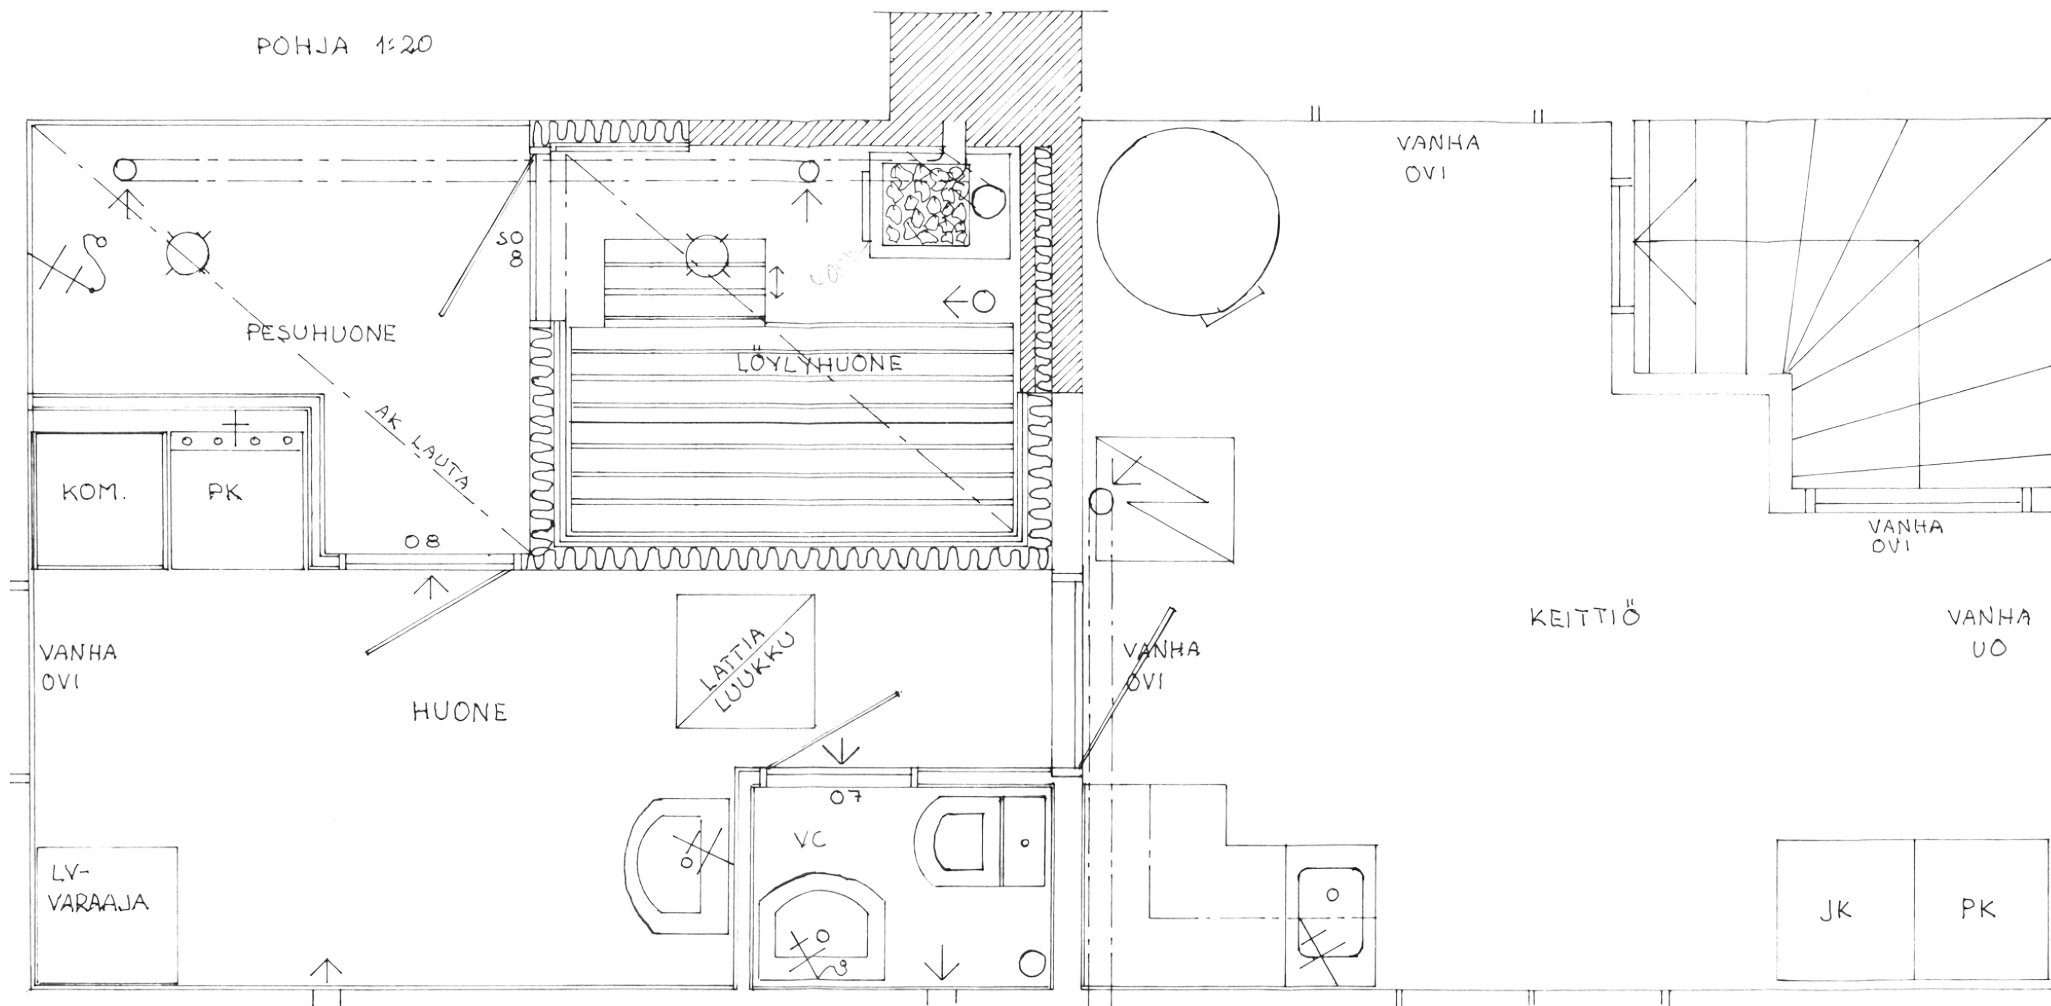 POHJA 1:20
VANHA
OVI
SO
8
PESUHUONE
LÖYLYHUONE
AK LAUTA
KOM.
PK
08
VANHA
OVI
HUONE
LATTIA
LUUKKU
VANHA
OVI
KEITTIÖ
VANHA
OVI
VANHA
UO
07
VC
LV-
VARAAJA
JK
PK